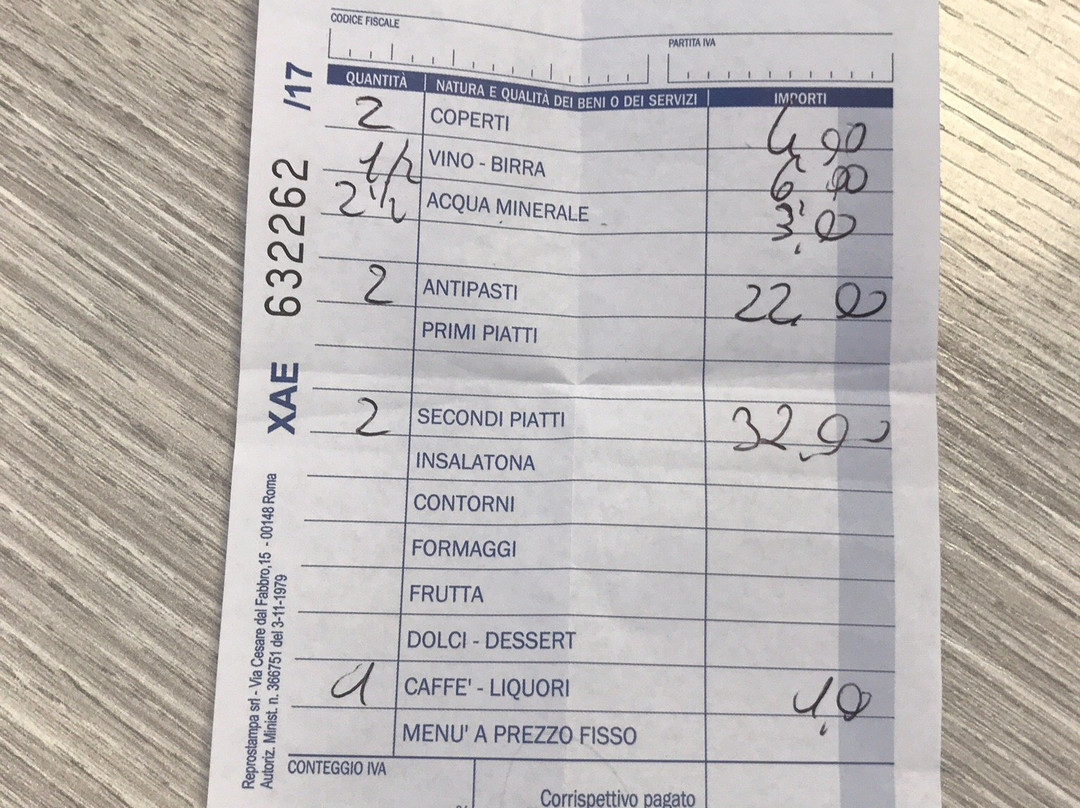 CODICE FISCALE
PARTITA IVA
QUANTITÀ NATURA E QUALITÀ DEI BENI O DEI SERVIZI IMPORTI
2 COPERTI 4,00
1/2 VINO - BIRRA 6,00
2 1/2 ACQUA MINERALE 3,0
2 ANTIPASTI 22,00
PRIMI PIATTI
2 SECONDI PIATTI 32,00
INSALATONA
CONTORNI
FORMAGGI
FRUTTA
DOLCI - DESSERT
1 CAFFE' - LIQUORI 1,0
MENU' A PREZZO FISSO
CONTEGGIO IVA
Corrispettivo pagato
XAE 632262 /17
Reprostampa srl - Via Cesare dal Fabbro,15 - 00148 Roma
Autoriz. Minist. n. 366751 del 3-11-1979